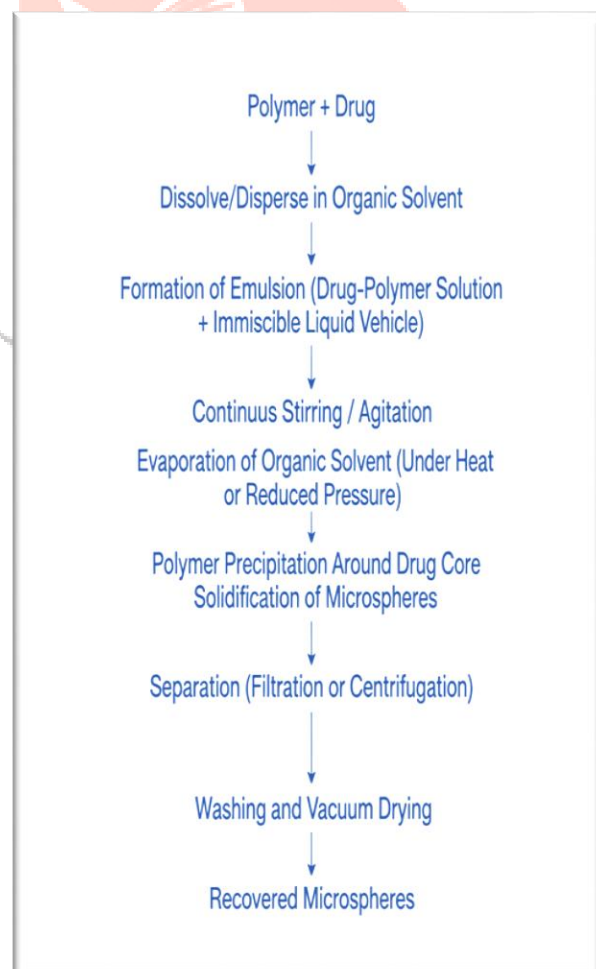 Polymer + Drug
Dissolve/Disperse in Organic Solvent
Formation of Emulsion (Drug-Polymer Solution
+ Immiscible Liquid Vehicle)
Continuus Stirring / Agitation
Evaporation of Organic Solvent (Under Heat
or Reduced Pressure)
Polymer Precipitation Around Drug Core
Solidification of Microspheres
Separation (Filtration or Centrifugation)
Washing and Vacuum Drying
Recovered Microspheres